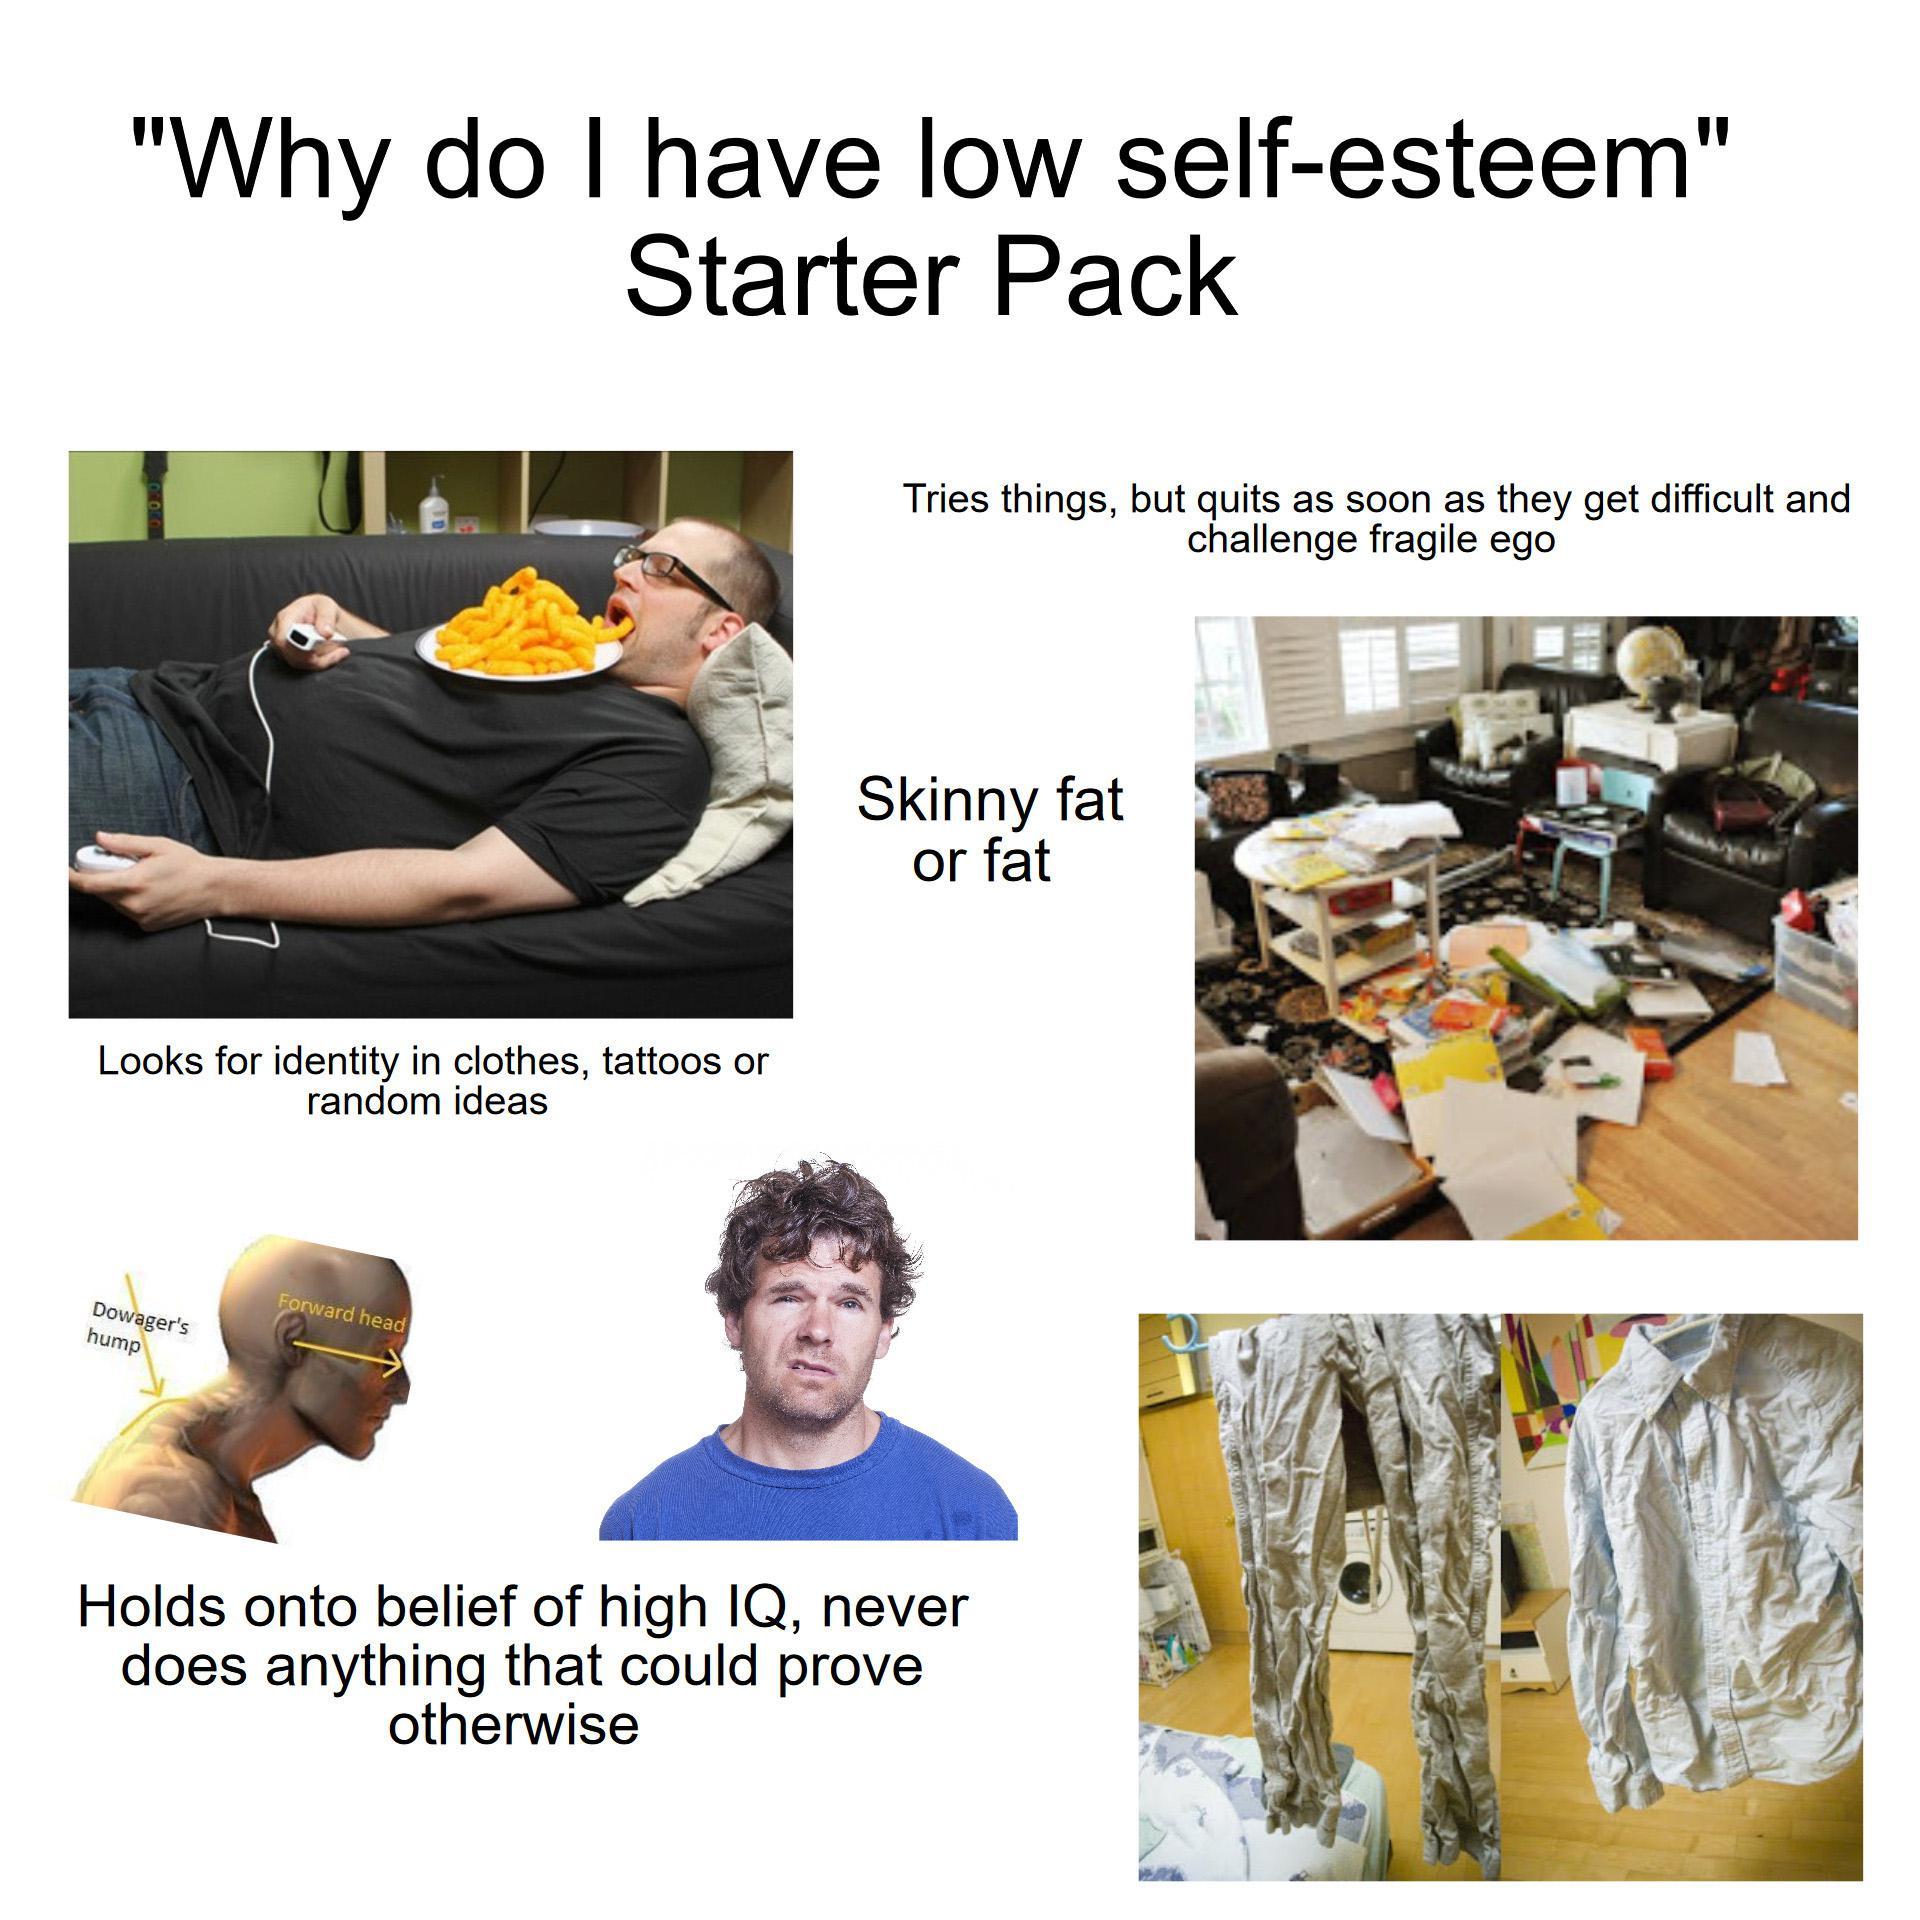 "Why do I have low self-esteem"
Starter Pack
Tries things, but quits as soon as they get difficult and
challenge fragile ego
Skinny fat
or fat
Looks for identity in clothes, tattoos or
random ideas
Dowager's
hump
Forward head
Holds onto belief of high IQ, never
does anything that could prove
otherwise